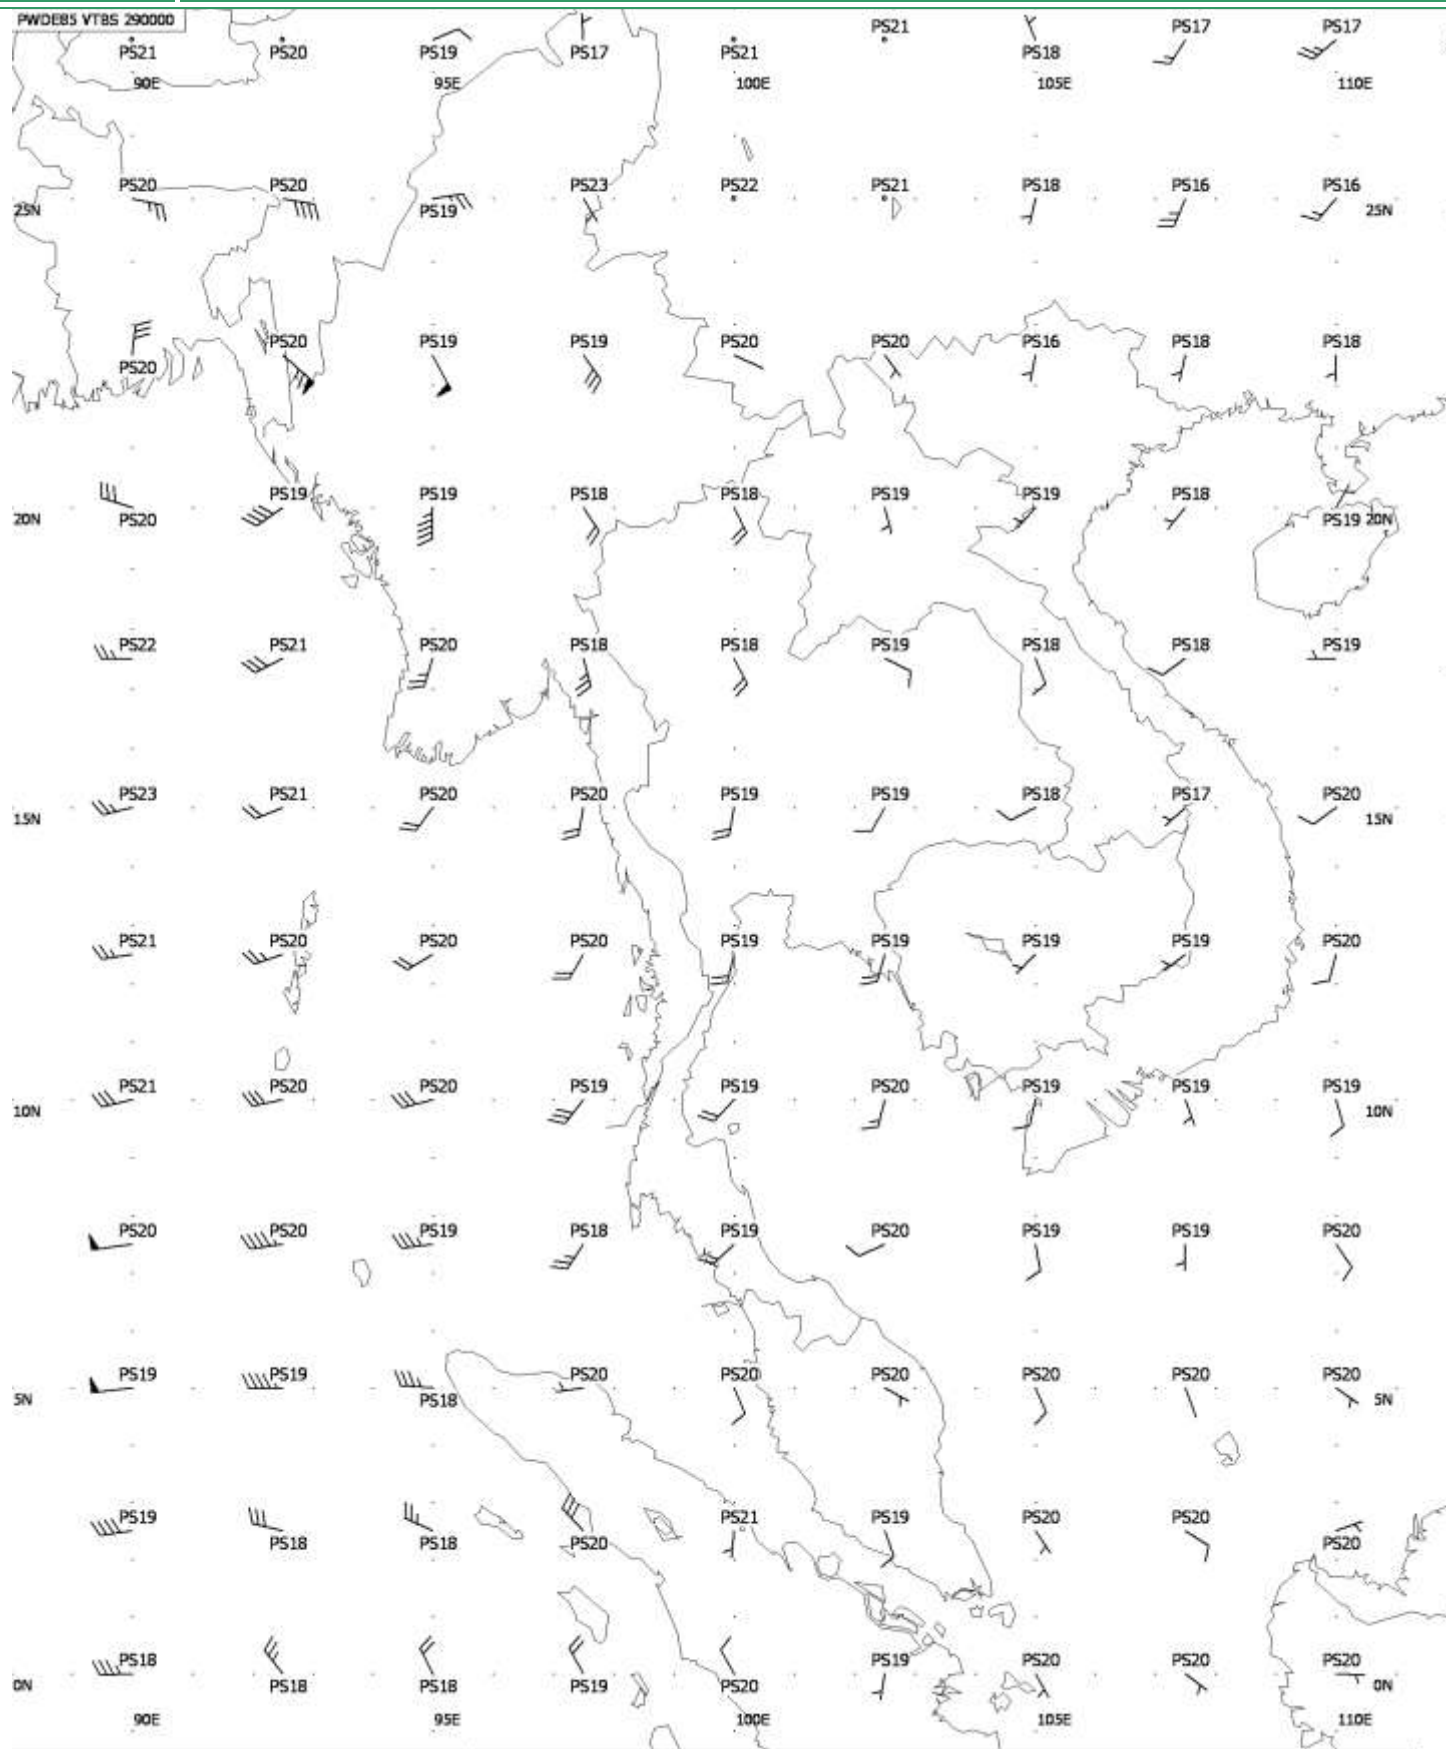 PWDE85 VTBS 290000
PS21 PS20 PS19 PS17 PS21 PS21 PS18 PS17 PS17
90E 95E 100E 105E 110E
PS20 PS20 PS19 PS23 PS22 PS21 PS18 PS16 PS16
25N 25N
PS20 PS20 PS19 PS19 PS20 PS20 PS16 PS18 PS18
PS20 PS19 PS19 PS18 PS18 PS19 PS19 PS18 PS19
20N 20N
PS22 PS21 PS20 PS18 PS18 PS19 PS18 PS18 PS19
PS23 PS21 PS20 PS20 PS19 PS19 PS18 PS17 PS20
15N 15N
PS21 PS20 PS20 PS20 PS19 PS19 PS19 PS19 PS20
PS21 PS20 PS20 PS19 PS19 PS20 PS19 PS19 PS19
10N 10N
PS20 PS20 PS19 PS18 PS19 PS20 PS19 PS19 PS20
PS19 PS19 PS18 PS20 PS20 PS20 PS20 PS20 PS20
5N 5N
PS19 PS18 PS18 PS20 PS21 PS19 PS20 PS20 PS20
PS18 PS18 PS18 PS19 PS20 PS19 PS20 PS20 PS20
0N 0N
90E 95E 100E 105E 110E